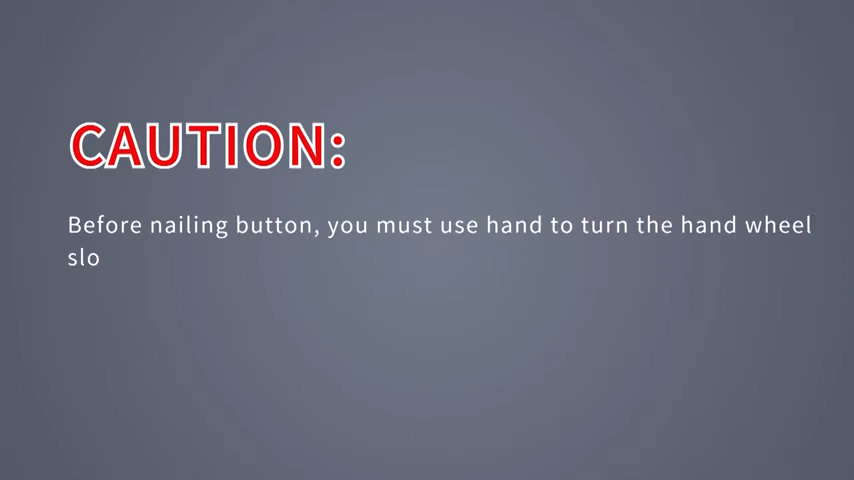 CAUTION:
Before nailing button, you must use hand to turn the hand wheel
slo